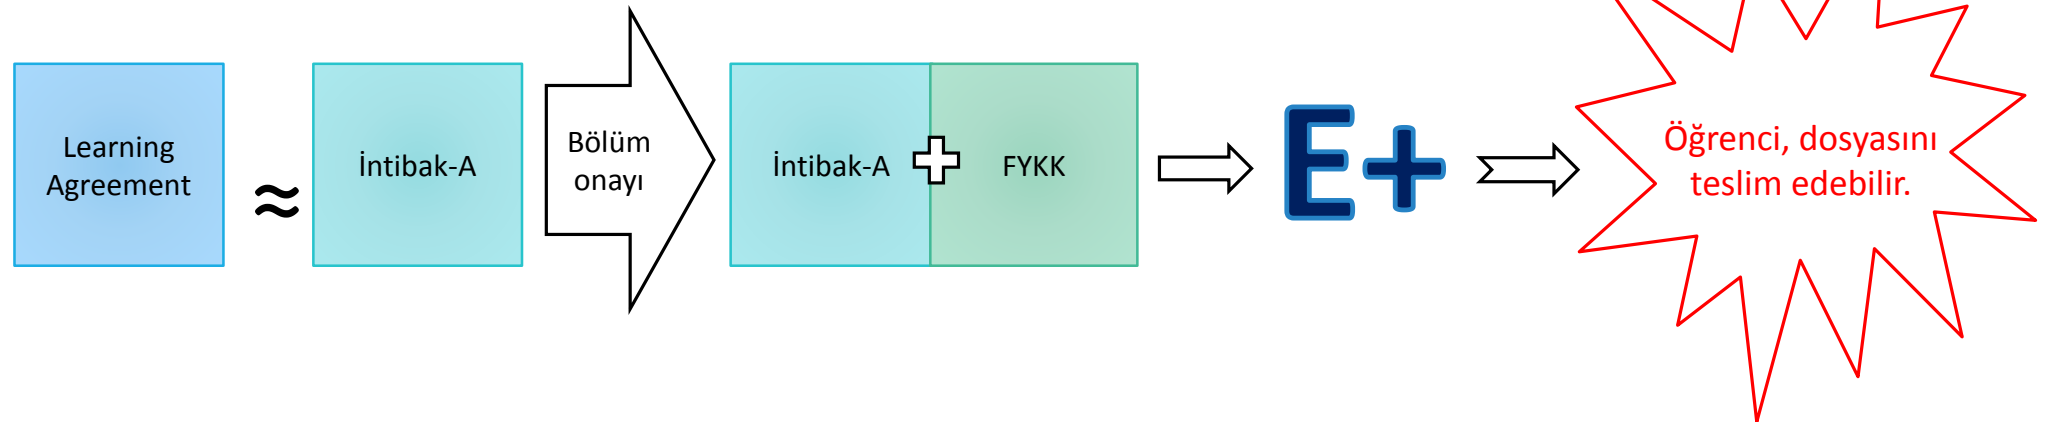 Learning
Agreement
≈
İntibak-A
Bölüm
onayı
İntibak-A
FYKK
E+
Öğrenci, dosyasını
teslim edebilir.